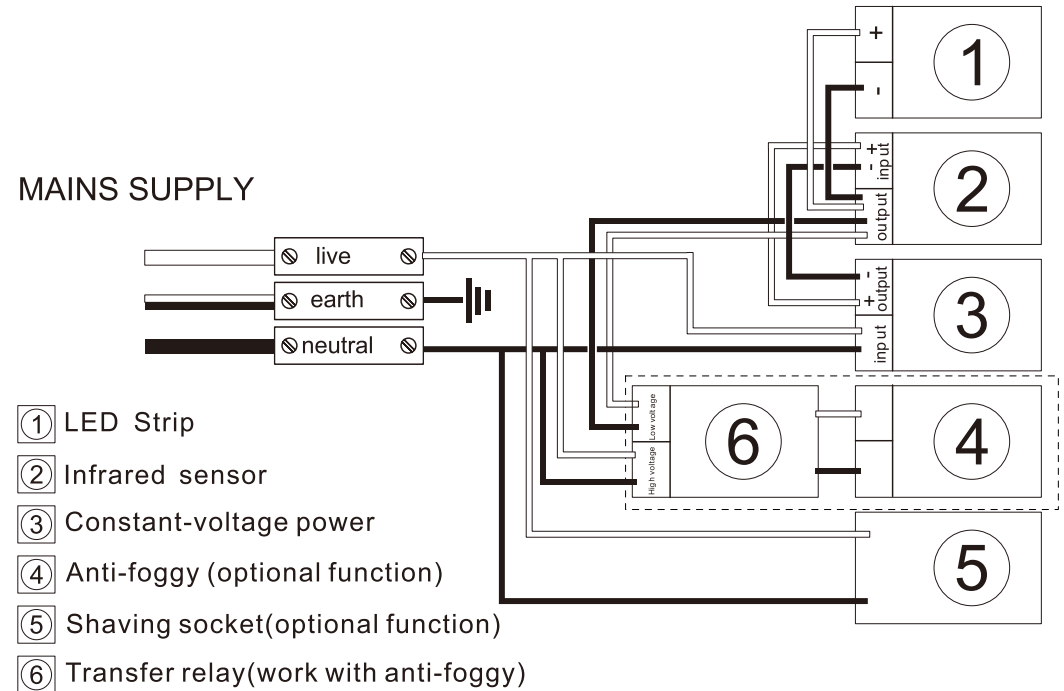 MAINS SUPPLY
live
earth
neutral
① LED Strip
② Infrared sensor
③ Constant-voltage power
④ Anti-foggy (optional function)
⑤ Shaving socket(optional function)
⑥ Transfer relay(work with anti-foggy)
+
-
①
+
-
input
output
②
-
+
output
input
③
Low voltage
High voltage
⑥
④
⑤